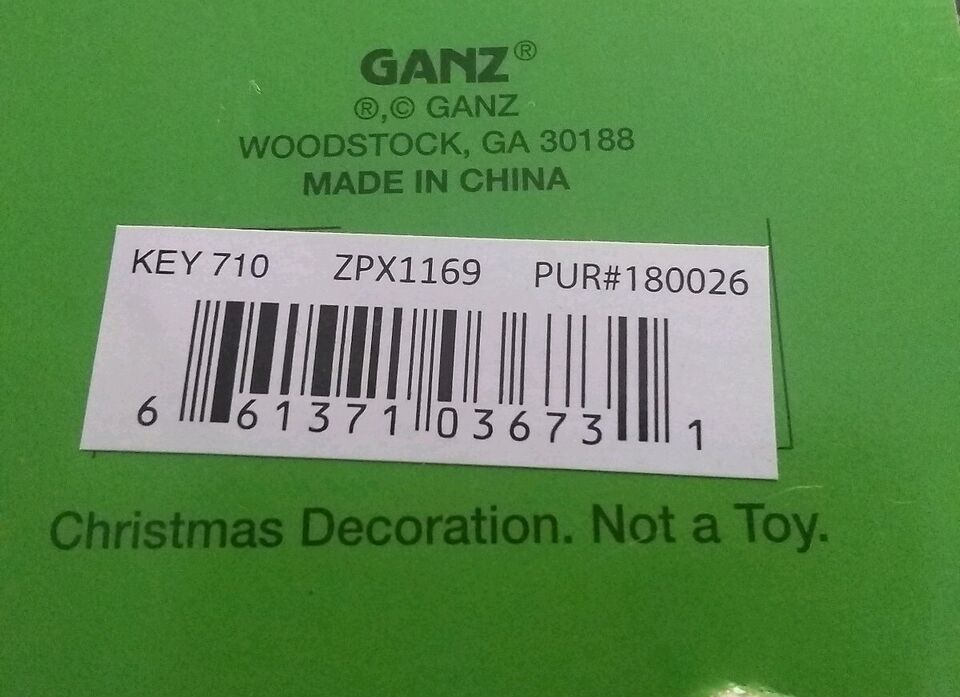 GANZ®
®,© GANZ
WOODSTOCK, GA 30188
MADE IN CHINA
KEY 710 ZPX1169 PUR#180026
6 61371 03673 1
Christmas Decoration. Not a Toy.